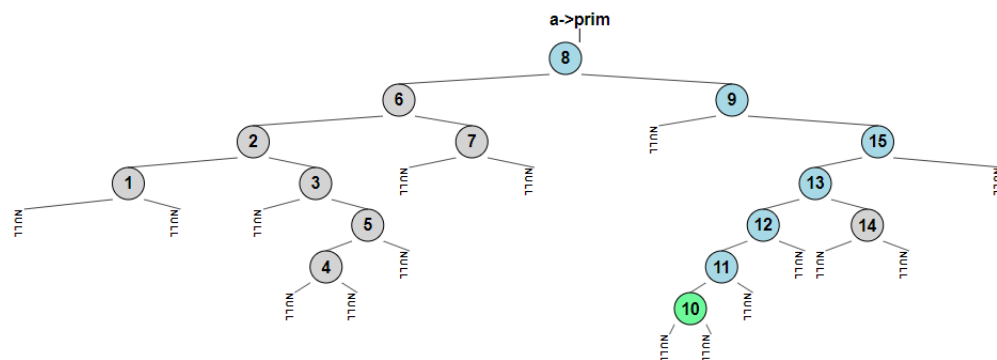 a->prim
8
6 9
2 7 NULL 15
1 3 NULL NULL 13 NULL
NULL NULL NULL 5 12 14
4 NULL 11 NULL NULL NULL
NULL NULL 10 NULL
NULL NULL